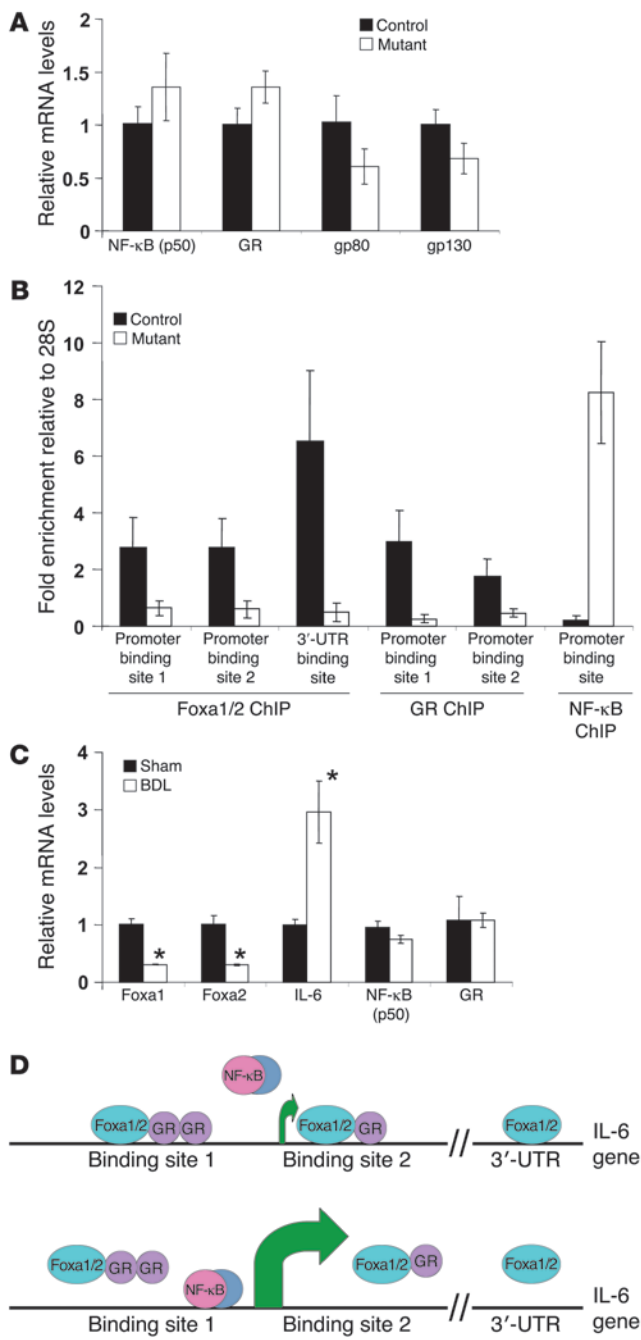 A
Relative mRNA levels
2
1.5
1
0.5
0
Control
Mutant
NF-κB (p50)
GR
gp80
gp130
B
Fold enrichment relative to 28S
12
10
8
6
4
2
0
Control
Mutant
Promoter binding site 1
Promoter binding site 2
3′-UTR binding site
Promoter binding site 1
Promoter binding site 2
Promoter binding site
Foxa1/2 ChIP
GR ChIP
NF-κB ChIP
C
Relative mRNA levels
4
3
2
1
0
Sham
BDL
*
*
*
Foxa1
Foxa2
IL-6
NF-κB (p50)
GR
D
NF-κB
Foxa1/2
GR
GR
Foxa1/2
GR
Foxa1/2
Binding site 1
Binding site 2
//
3′-UTR
IL-6 gene
Foxa1/2
GR
GR
NF-κB
Foxa1/2
GR
Foxa1/2
Binding site 1
Binding site 2
//
3′-UTR
IL-6 gene